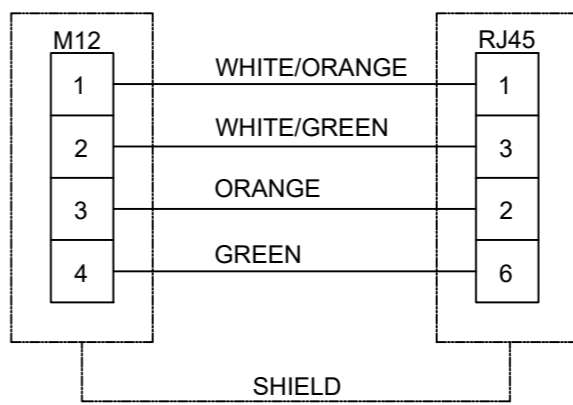 M12 RJ45
1 WHITE/ORANGE 1
2 WHITE/GREEN 3
3 ORANGE 2
4 GREEN 6
SHIELD